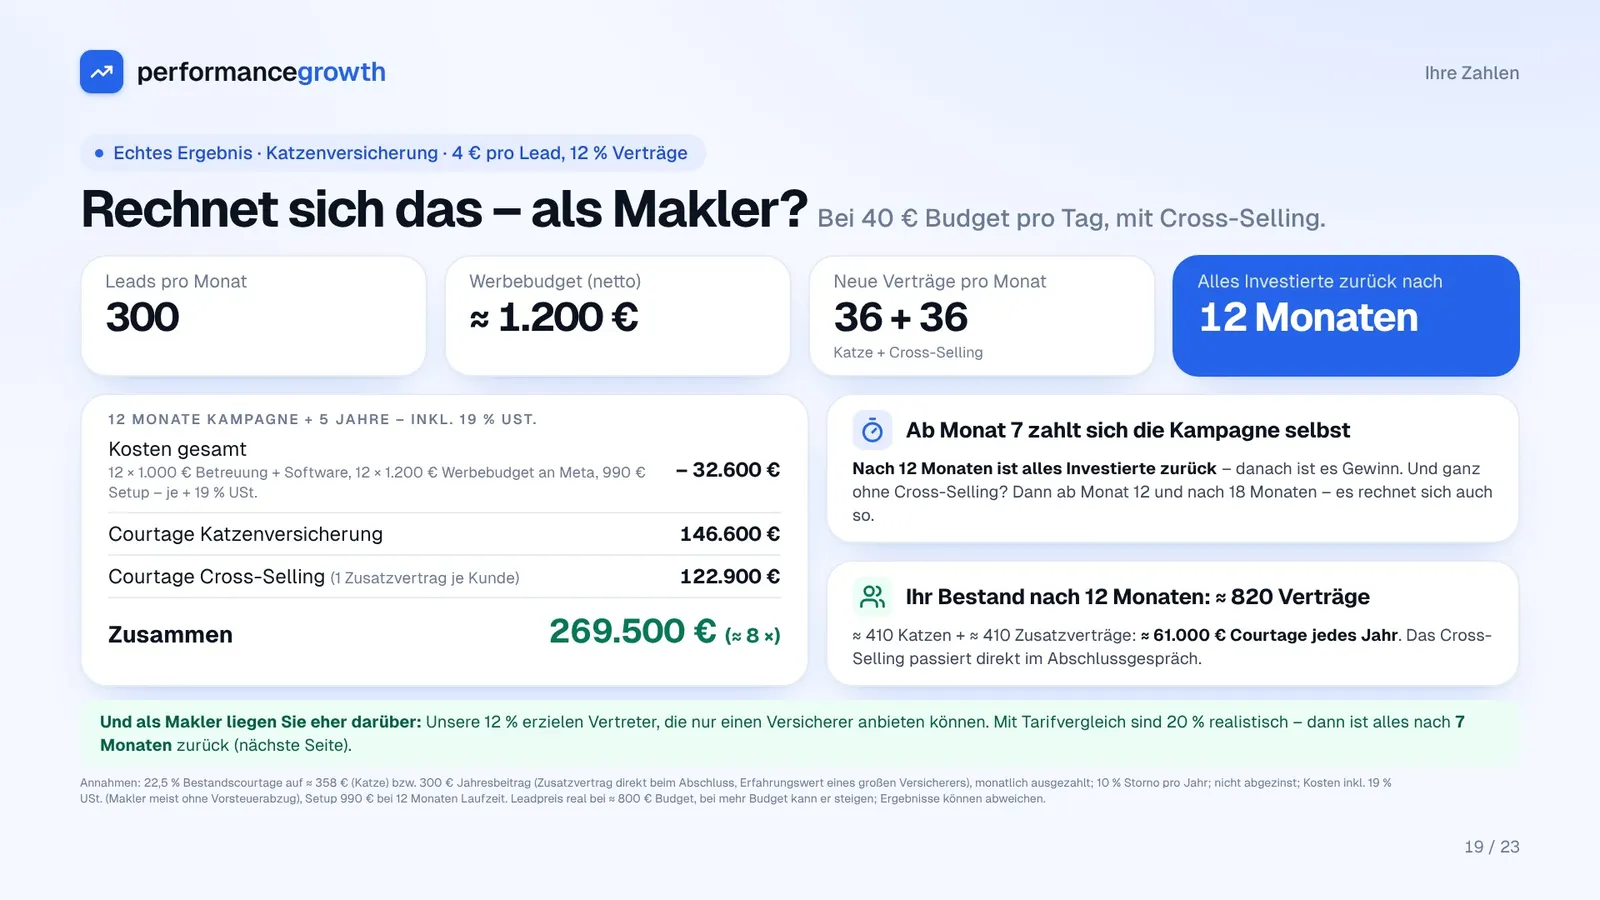 performancegrowth
Ihre Zahlen
Echtes Ergebnis · Katzenversicherung · 4 € pro Lead, 12 % Verträge
Rechnet sich das – als Makler? Bei 40 € Budget pro Tag, mit Cross-Selling.
Leads pro Monat
300
Werbebudget (netto)
≈ 1.200 €
Neue Verträge pro Monat
36 + 36
Katze + Cross-Selling
Alles Investierte zurück nach
12 Monaten
12 MONATE KAMPAGNE + 5 JAHRE – INKL. 19 % UST.
Kosten gesamt
12 × 1.000 € Betreuung + Software, 12 × 1.200 € Werbebudget an Meta, 990 €
Setup – je + 19 % USt.
– 32.600 €
Courtage Katzenversicherung 146.600 €
Courtage Cross-Selling (1 Zusatzvertrag je Kunde) 122.900 €
Zusammen 269.500 € (≈ 8 ×)
Ab Monat 7 zahlt sich die Kampagne selbst
Nach 12 Monaten ist alles Investierte zurück – danach ist es Gewinn. Und ganz
ohne Cross-Selling? Dann ab Monat 12 und nach 18 Monaten – es rechnet sich auch
so.
Ihr Bestand nach 12 Monaten: ≈ 820 Verträge
≈ 410 Katzen + ≈ 410 Zusatzverträge: ≈ 61.000 € Courtage jedes Jahr. Das Cross-
Selling passiert direkt im Abschlussgespräch.
Und als Makler liegen Sie eher darüber: Unsere 12 % erzielen Vertreter, die nur einen Versicherer anbieten können. Mit Tarifvergleich sind 20 % realistisch – dann ist alles nach 7
Monaten zurück (nächste Seite).
Annahmen: 22,5 % Bestandscourtage auf ≈ 358 € (Katze) bzw. 300 € Jahresbeitrag (Zusatzvertrag direkt beim Abschluss, Erfahrungswert eines großen Versicherers), monatlich ausgezahlt; 10 % Storno pro Jahr; nicht abgezinst; Kosten inkl. 19 %
USt. (Makler meist ohne Vorsteuerabzug), Setup 990 € bei 12 Monaten Laufzeit. Leadpreis real bei ≈ 800 € Budget, bei mehr Budget kann er steigen; Ergebnisse können abweichen.
19 / 23